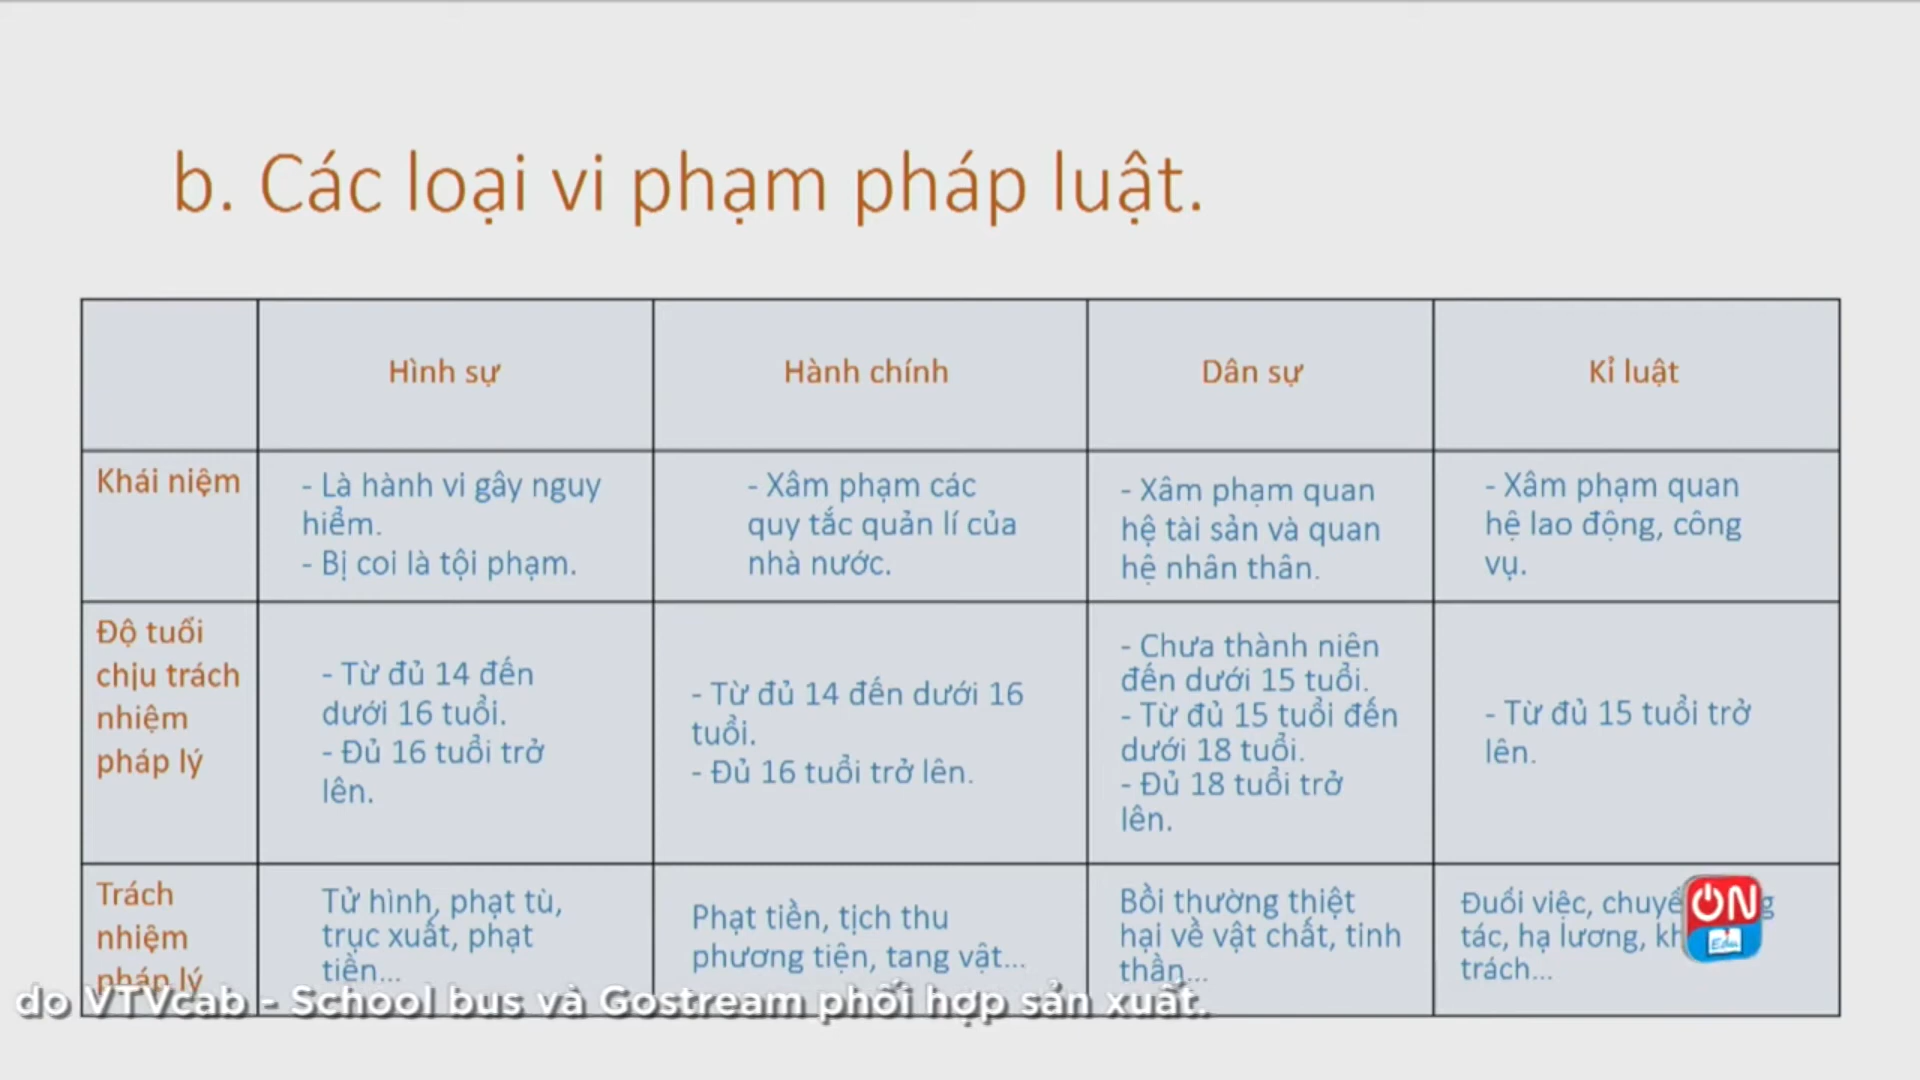 b. Các loại vi phạm pháp luật.
Hình sự
Hành chính
Dân sự
Kỉ luật
Khái niệm
- Là hành vi gây nguy
hiểm.
- Bị coi là tội phạm.
- Xâm phạm các
quy tắc quản lí của
nhà nước.
- Xâm phạm quan
hệ tài sản và quan
hệ nhân thân.
- Xâm phạm quan
hệ lao động, công
vụ.
Độ tuổi
chịu trách
nhiệm
pháp lý
- Từ đủ 14 đến
dưới 16 tuổi.
- Đủ 16 tuổi trở
lên.
- Từ đủ 14 đến dưới 16
tuổi.
- Đủ 16 tuổi trở lên.
- Chưa thành niên
đến dưới 15 tuổi.
- Từ đủ 15 tuổi đến
dưới 18 tuổi.
- Đủ 18 tuổi trở
lên.
- Từ đủ 15 tuổi trở
lên.
Trách
nhiệm
pháp lý
Tử hình, phạt tù,
trục xuất, phạt
tiền...
Phạt tiền, tịch thu
phương tiện, tang vật...
Bồi thường thiệt
hại về vật chất, tinh
thần...
Đuổi việc,
tác, hạ lương,
trách...
ON
Edu
do VTVcab - School bus và Gostream phối hợp sản xuất.